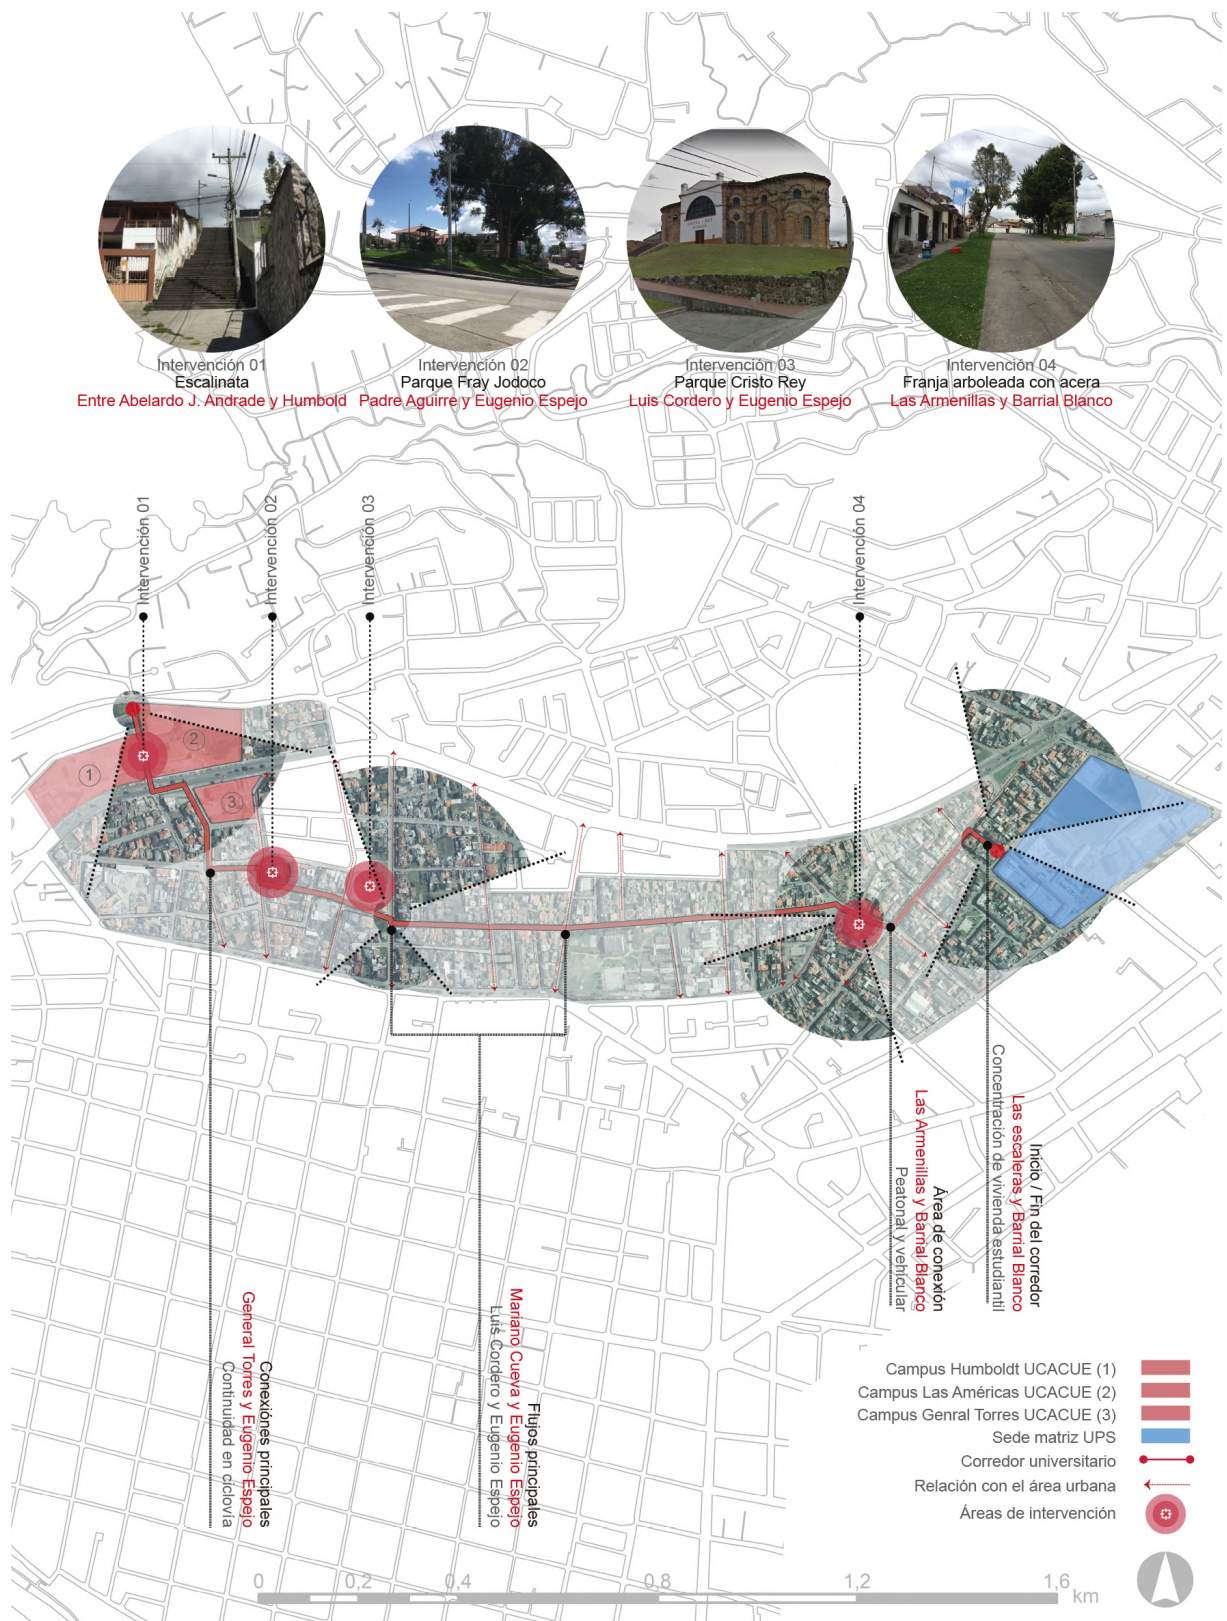 Intervención 01
Escalinata
Entre Abelardo J. Andrade y Humbold
Intervención 02
Parque Fray Jodoco
Padre Aguirre y Eugenio Espejo
Intervención 03
Parque Cristo Rey
Luis Cordero y Eugenio Espejo
Intervención 04
Franja arboleada con acera
Las Armenillas y Barrial Blanco
Intervención 01
Intervención 02
Intervención 03
Intervención 04
1
2
3
Inicio / Fin del corredor
Las escaleras y Barrial Blanco
Concentración de vivienda estudiantil
Área de conexión
Las Armenillas y Barrial Blanco
Peatonal y vehicular
Flujos principales
Mariano Cueva y Eugenio Espejo
Luis Cordero y Eugenio Espejo
Conexiónes principales
General Torres y Eugenio Espejo
Continuidad en ciclovía
Campus Humboldt UCACUE (1)
Campus Las Américas UCACUE (2)
Campus Genral Torres UCACUE (3)
Sede matriz UPS
Corredor universitario
Relación con el área urbana
Áreas de intervención
0 0,2 0,4 0,8 1,2 1,6 km